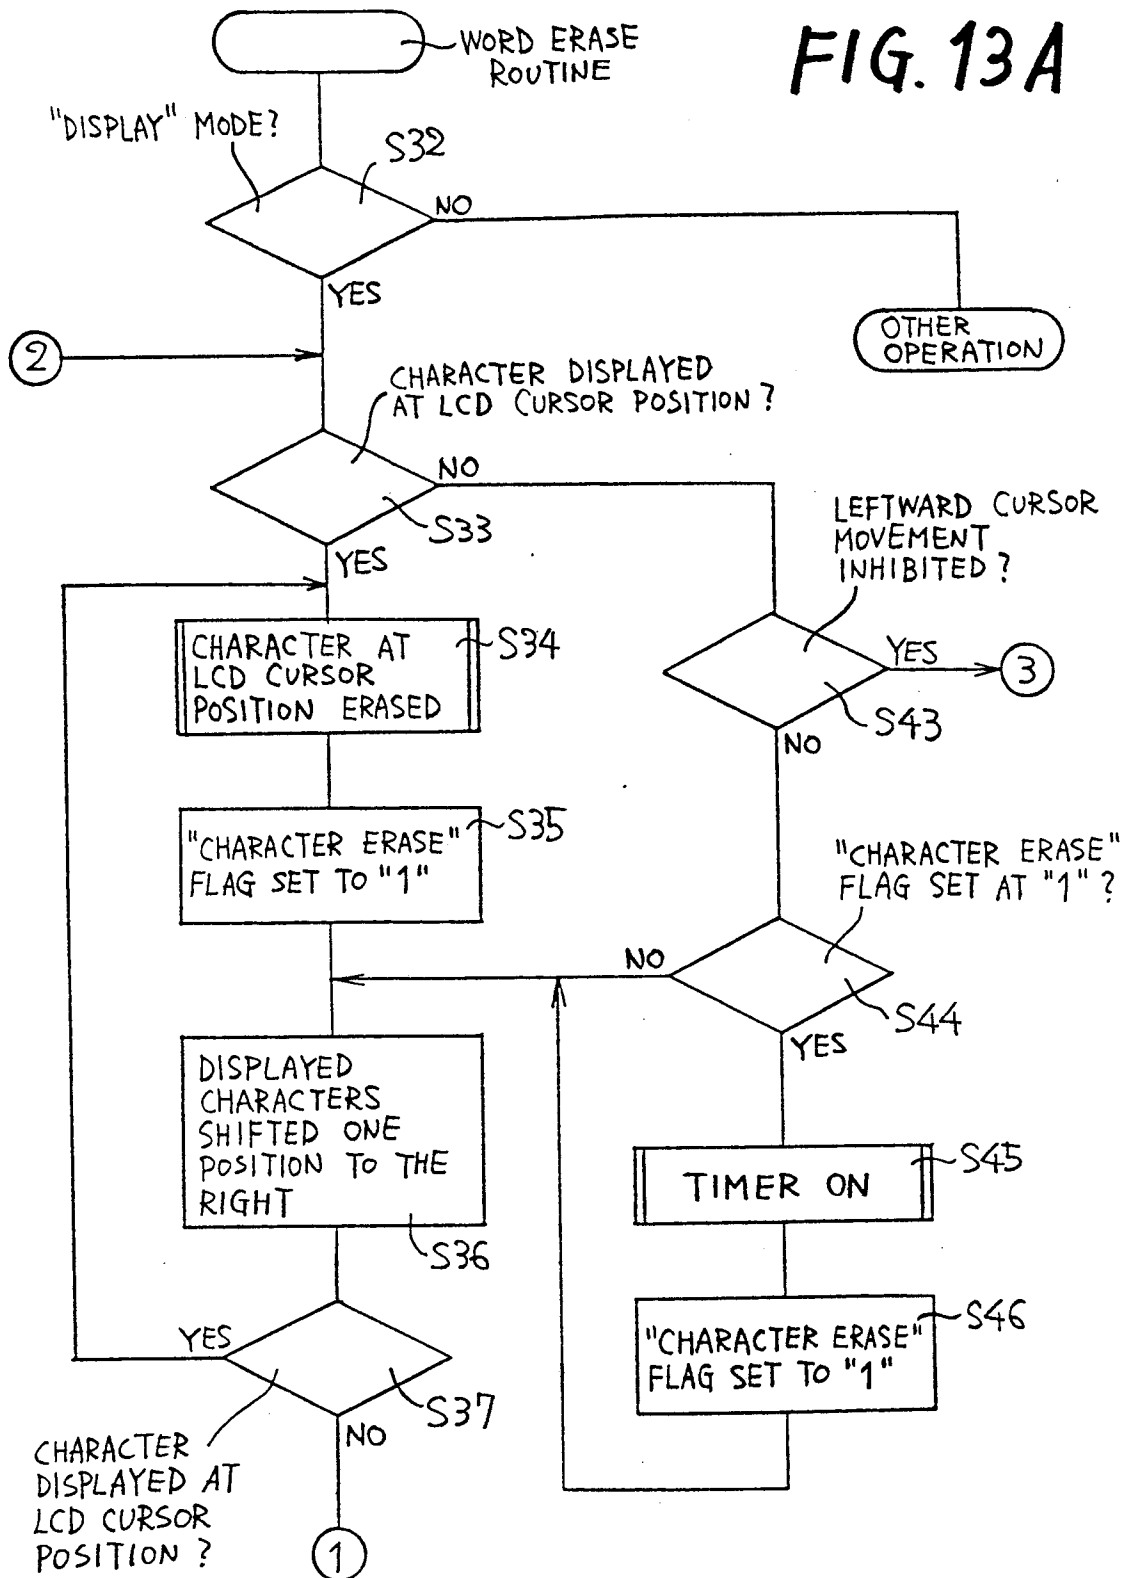 FIG. 13A
WORD ERASE
ROUTINE
"DISPLAY" MODE?
S32
NO
YES
OTHER
OPERATION
2
CHARACTER DISPLAYED
AT LCD CURSOR POSITION?
NO
S33
YES
LEFTWARD CURSOR
MOVEMENT
INHIBITED?
YES
3
S43
NO
CHARACTER AT
LCD CURSOR
POSITION ERASED
S34
"CHARACTER ERASE"
FLAG SET TO "1"
S35
"CHARACTER ERASE"
FLAG SET AT "1"?
NO
S44
YES
DISPLAYED
CHARACTERS
SHIFTED ONE
POSITION TO THE
RIGHT
S36
TIMER ON
S45
"CHARACTER ERASE"
FLAG SET TO "1"
S46
YES
S37
NO
CHARACTER
DISPLAYED AT
LCD CURSOR
POSITION?
1